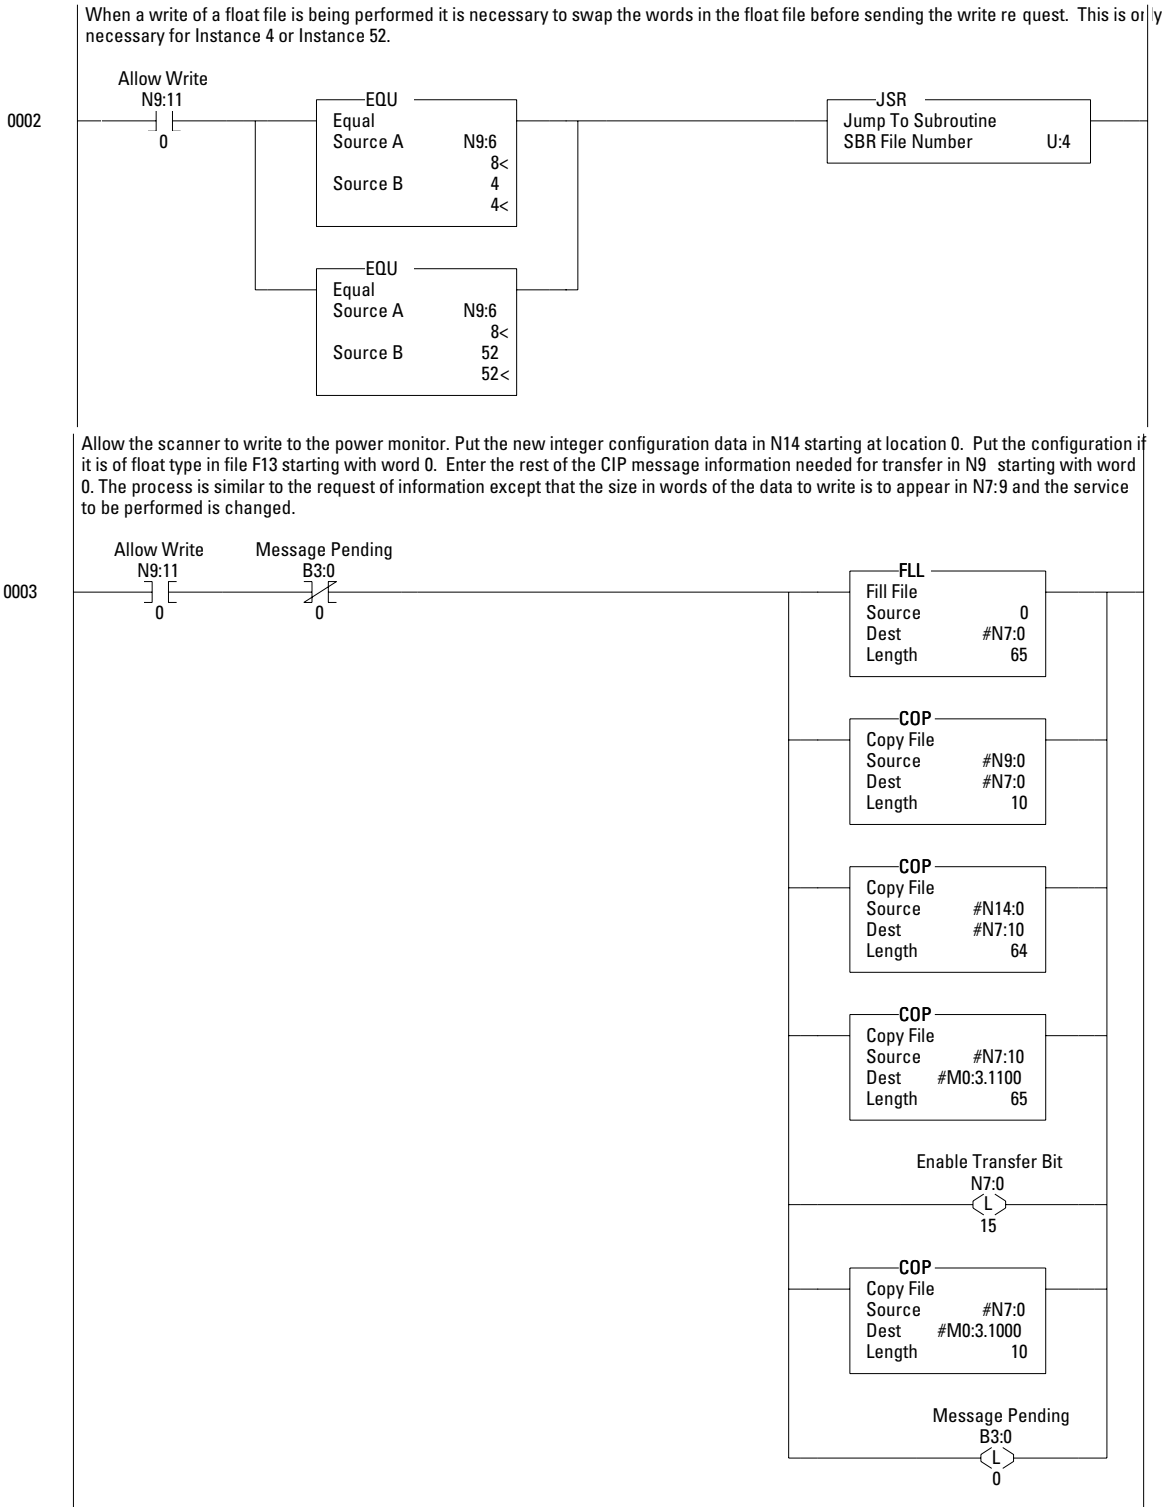 When a write of a float file is being performed it is necessary to swap the words in the float file before sending the write re quest. This is only
necessary for Instance 4 or Instance 52.
Allow Write
N9:11
0
0002
EQU
Equal
Source A N9:6
8<
Source B 4
4<
JSR
Jump To Subroutine
SBR File Number U:4
EQU
Equal
Source A N9:6
8<
Source B 52
52<
Allow the scanner to write to the power monitor. Put the new integer configuration data in N14 starting at location 0. Put the configuration if
it is of float type in file F13 starting with word 0. Enter the rest of the CIP message information needed for transfer in N9 starting with word
0. The process is similar to the request of information except that the size in words of the data to write is to appear in N7:9 and the service
to be performed is changed.
Allow Write
N9:11
0
Message Pending
B3:0
0
0003
FLL
Fill File
Source 0
Dest #N7:0
Length 65
COP
Copy File
Source #N9:0
Dest #N7:0
Length 10
COP
Copy File
Source #N14:0
Dest #N7:10
Length 64
COP
Copy File
Source #N7:10
Dest #M0:3.1100
Length 65
Enable Transfer Bit
N7:0
L
15
COP
Copy File
Source #N7:0
Dest #M0:3.1000
Length 10
Message Pending
B3:0
L
0